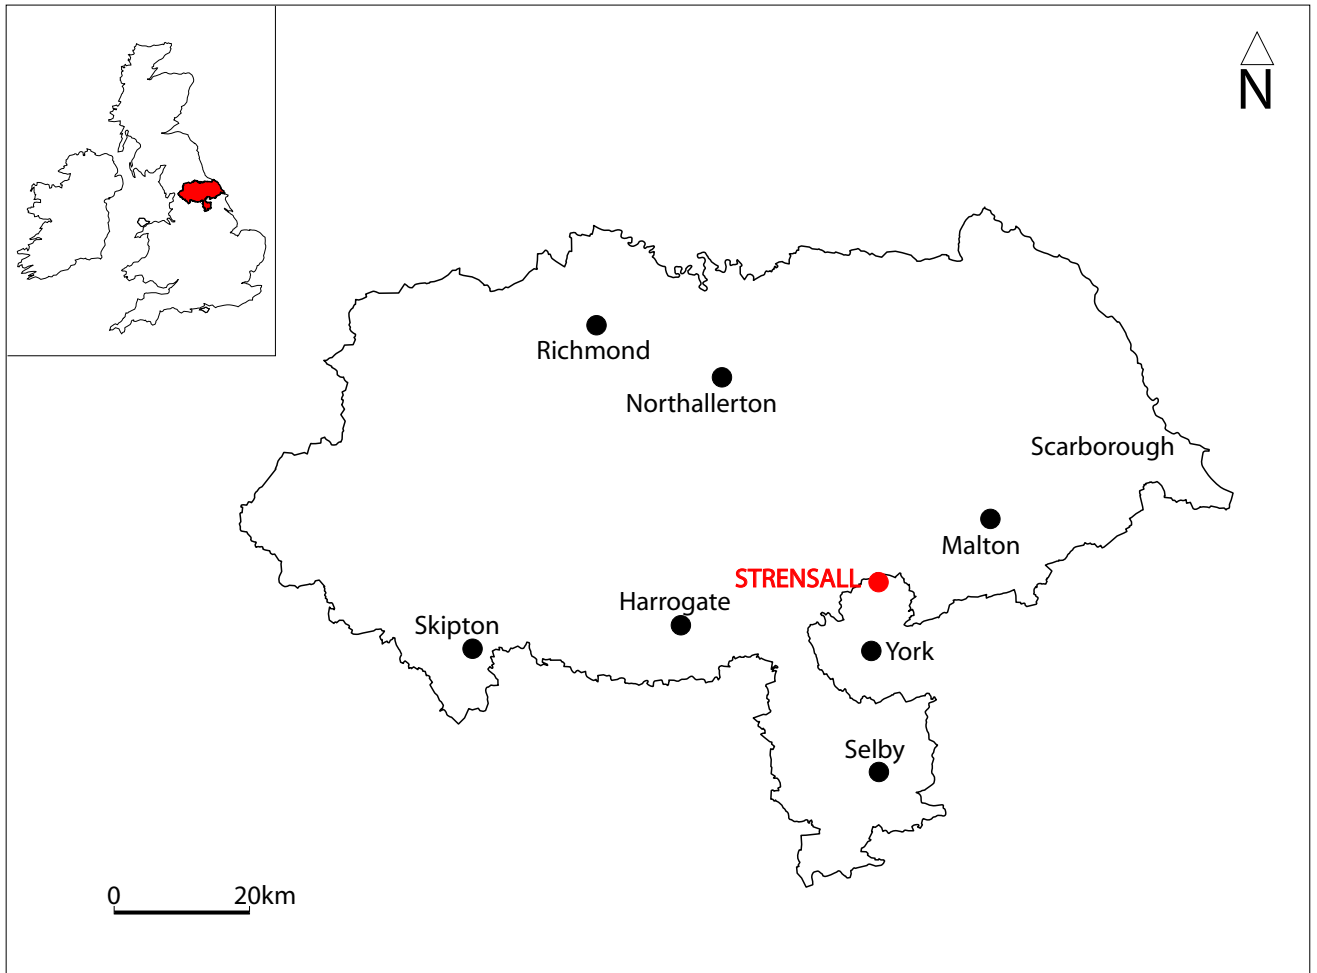 N
Richmond
Northallerton
Scarborough
Malton
STRENSALL
Harrogate
Skipton
York
Selby
0 20km